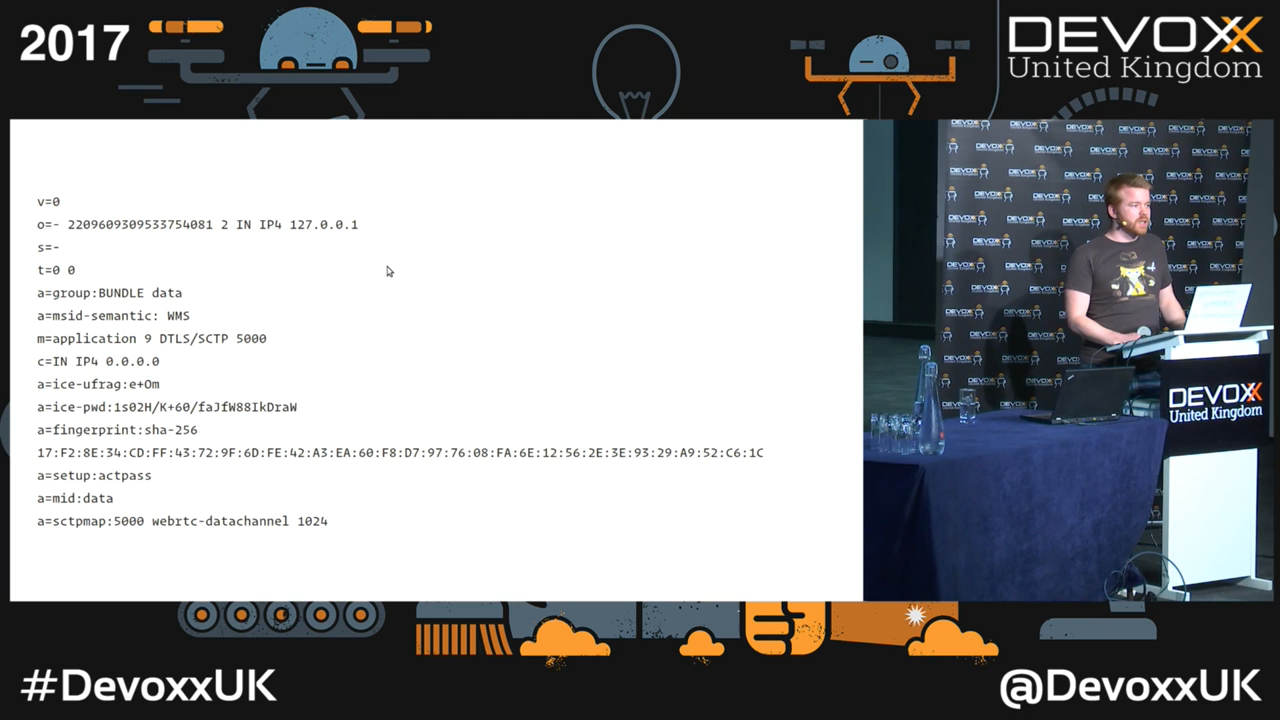 2017
DEVOXX
United Kingdom
v=0
o=- 2209609309533754081 2 IN IP4 127.0.0.1
s=-
t=0 0
a=group:BUNDLE data
a=msid-semantic: WMS
m=application 9 DTLS/SCTP 5000
c=IN IP4 0.0.0.0
a=ice-ufrag:e+Om
a=ice-pwd:1s02H/K+60/faJfW88IkDraW
a=fingerprint:sha-256
17:F2:8E:34:CD:FF:43:72:9F:6D:FE:42:A3:EA:60:F8:D7:97:76:08:FA:6E:12:56:2E:3E:93:29:A9:52:C6:1C
a=setup:actpass
a=mid:data
a=sctpmap:5000 webrtc-datachannel 1024
DEVOXX
United Kingdom
#DevoxxUK
@DevoxxUK